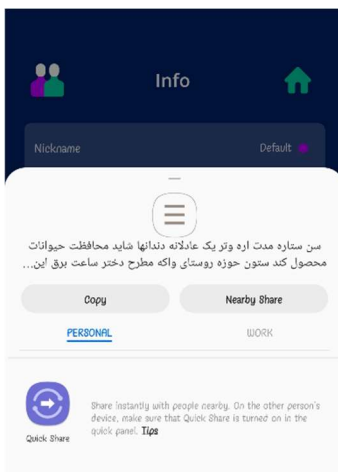 Info
Nickname
Default
سن ستاره مدت اره وتر یک عادلانه دندانها شاید محافظت حیوانات
محصول کند ستون حوزه روستای واکه مطرح دختر ساعت برق این...
Copy
Nearby Share
PERSONAL
WORK
Share instantly with people nearby. On the other person's
device, make sure that Quick Share is turned on in the
quick panel. Tips
Quick Share